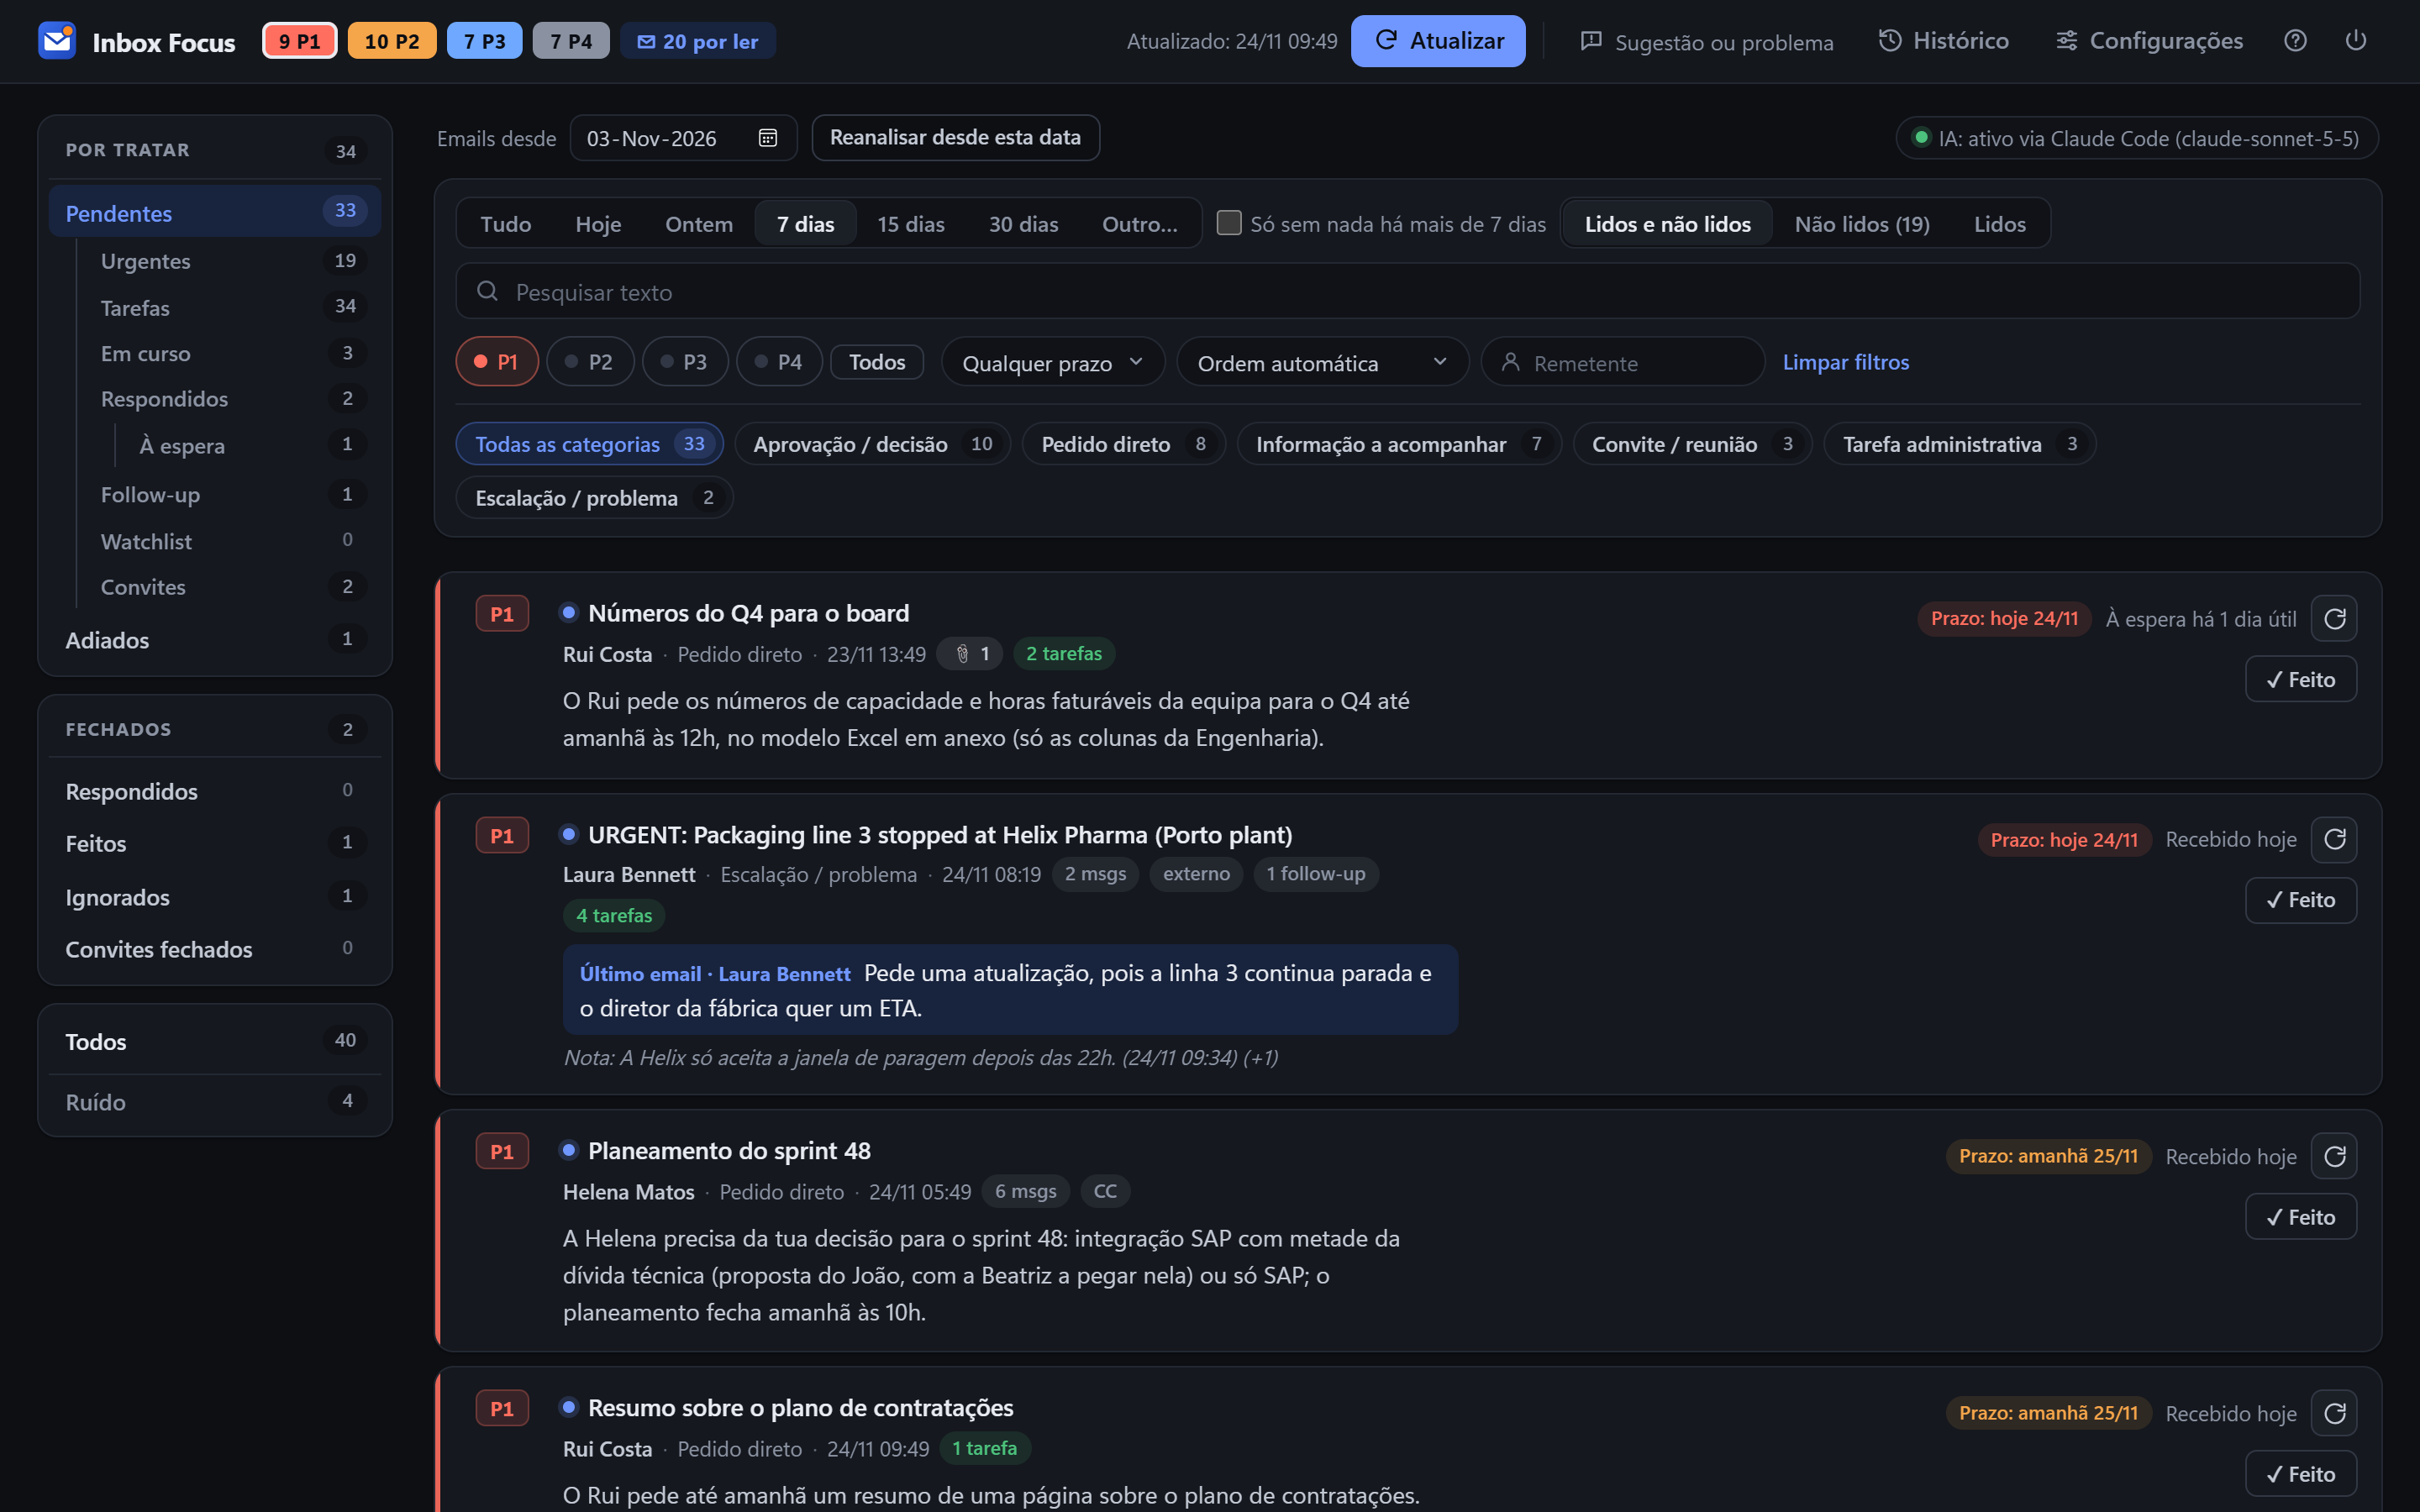 Inbox Focus
9 P1
10 P2
7 P3
7 P4
20 por ler
Atualizado: 24/11 09:49
Atualizar
Sugestão ou problema
Histórico
Configurações
POR TRATAR 34
Pendentes 33
Urgentes 19
Tarefas 34
Em curso 3
Respondidos 2
À espera 1
Follow-up 1
Watchlist 0
Convites 2
Adiados 1
FECHADOS 2
Respondidos 0
Feitos 1
Ignorados 1
Convites fechados 0
Todos 40
Ruído 4
Emails desde 03-Nov-2026 Reanalisar desde esta data
IA: ativo via Claude Code (claude-sonnet-5-5)
Tudo Hoje Ontem 7 dias 15 dias 30 dias Outro... Só sem nada há mais de 7 dias Lidos e não lidos Não lidos (19) Lidos
Pesquisar texto
P1 P2 P3 P4 Todos Qualquer prazo Ordem automática Remetente Limpar filtros
Todas as categorias 33 Aprovação / decisão 10 Pedido direto 8 Informação a acompanhar 7 Convite / reunião 3 Tarefa administrativa 3
Escalação / problema 2
P1 Números do Q4 para o board
Prazo: hoje 24/11 À espera há 1 dia útil
Rui Costa · Pedido direto · 23/11 13:49 1 2 tarefas
✓ Feito
O Rui pede os números de capacidade e horas faturáveis da equipa para o Q4 até
amanhã às 12h, no modelo Excel em anexo (só as colunas da Engenharia).
P1 URGENT: Packaging line 3 stopped at Helix Pharma (Porto plant)
Prazo: hoje 24/11 Recebido hoje
Laura Bennett · Escalação / problema · 24/11 08:19 2 msgs externo 1 follow-up
✓ Feito
4 tarefas
Último email · Laura Bennett Pede uma atualização, pois a linha 3 continua parada e
o diretor da fábrica quer um ETA.
Nota: A Helix só aceita a janela de paragem depois das 22h. (24/11 09:34) (+1)
P1 Planeamento do sprint 48
Prazo: amanhã 25/11 Recebido hoje
Helena Matos · Pedido direto · 24/11 05:49 6 msgs CC
✓ Feito
A Helena precisa da tua decisão para o sprint 48: integração SAP com metade da
dívida técnica (proposta do João, com a Beatriz a pegar nela) ou só SAP; o
planeamento fecha amanhã às 10h.
P1 Resumo sobre o plano de contratações
Prazo: amanhã 25/11 Recebido hoje
Rui Costa · Pedido direto · 24/11 09:49 1 tarefa
✓ Feito
O Rui pede até amanhã um resumo de uma página sobre o plano de contratações.